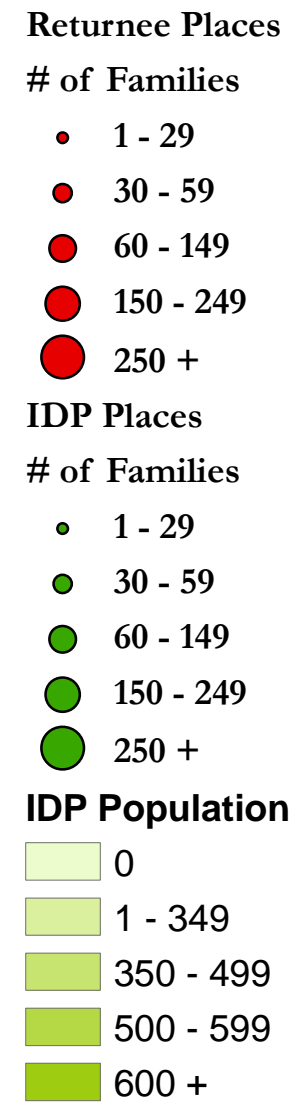 Returnee Places
# of Families
1 - 29
30 - 59
60 - 149
150 - 249
250 +
IDP Places
# of Families
1 - 29
30 - 59
60 - 149
150 - 249
250 +
IDP Population
0
1 - 349
350 - 499
500 - 599
600 +